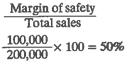 Margin of safety
Total sales
100,000
200,000 × 100 = 50%